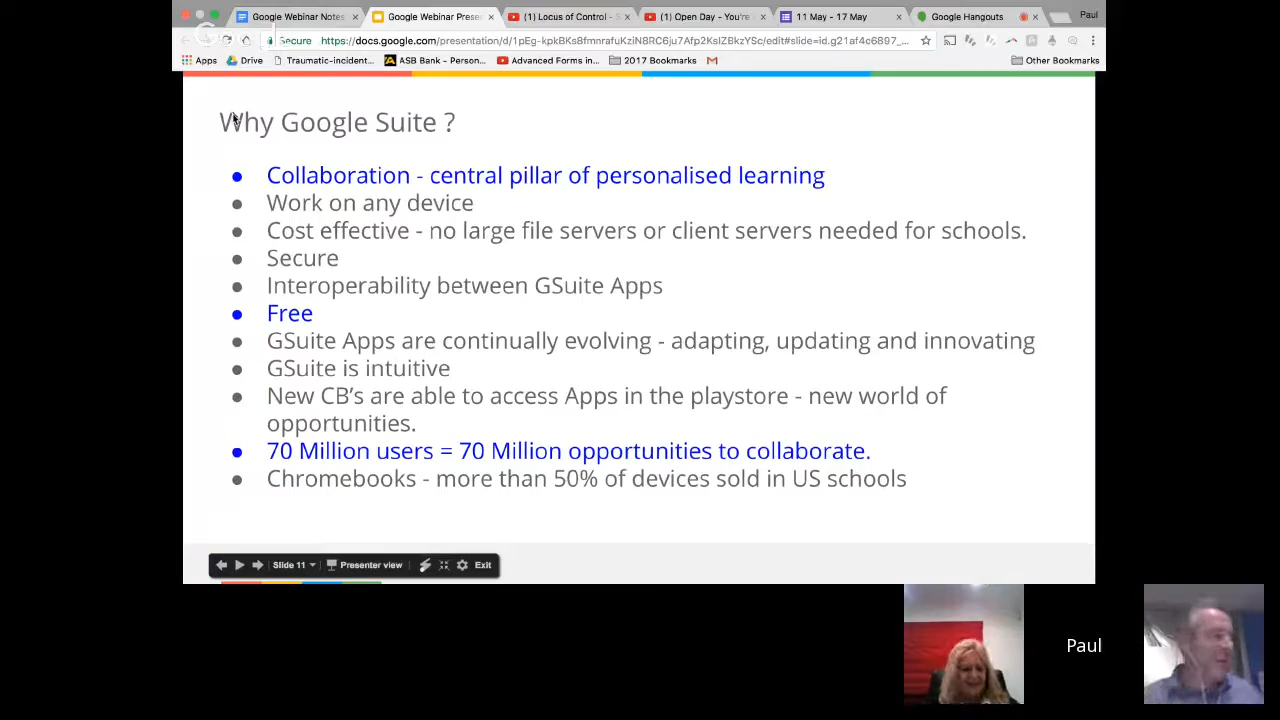 Google Webinar Notes
Google Webinar Prese
(1) Locus of Control - S
(1) Open Day - You're
11 May - 17 May
Google Hangouts
Paul
Secure
https://docs.google.com/presentation/d/
Apps
Drive
Traumatic-incident...
ASB Bank - Person...
Advanced Forms in...
2017 Bookmarks
Other Bookmarks
Why Google Suite ?
Collaboration - central pillar of personalised learning
Work on any device
Cost effective - no large file servers or client servers needed for schools.
Secure
Interoperability between GSuite Apps
Free
GSuite Apps are continually evolving - adapting, updating and innovating
GSuite is intuitive
New CB’s are able to access Apps in the playstore - new world of
opportunities.
70 Million users = 70 Million opportunities to collaborate.
Chromebooks - more than 50% of devices sold in US schools
Slide 11
Presenter view
Exit
Paul